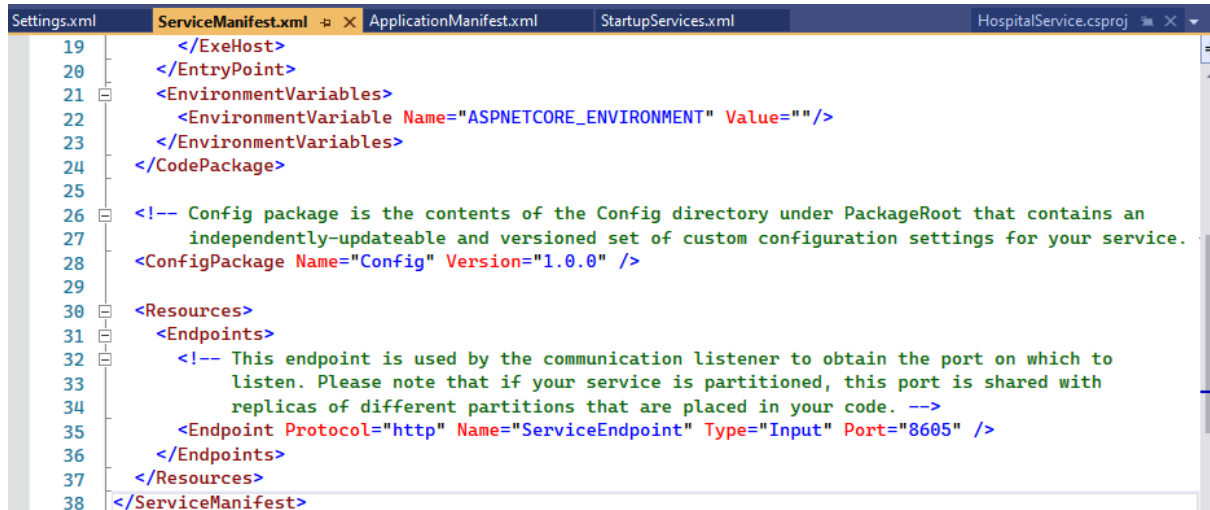 Settings.xml ServiceManifest.xml ApplicationManifest.xml StartupServices.xml HospitalService.csproj
19 </ExeHost>
20 </EntryPoint>
21 <EnvironmentVariables>
22 <EnvironmentVariable Name="ASPNETCORE_ENVIRONMENT" Value=""/>
23 </EnvironmentVariables>
24 </CodePackage>
25
26 <!-- Config package is the contents of the Config directory under PackageRoot that contains an
27 independently-updateable and versioned set of custom configuration settings for your service.
28 <ConfigPackage Name="Config" Version="1.0.0" />
29
30 <Resources>
31 <Endpoints>
32 <!-- This endpoint is used by the communication listener to obtain the port on which to
33 listen. Please note that if your service is partitioned, this port is shared with
34 replicas of different partitions that are placed in your code. -->
35 <Endpoint Protocol="http" Name="ServiceEndpoint" Type="Input" Port="8605" />
36 </Endpoints>
37 </Resources>
38 </ServiceManifest>